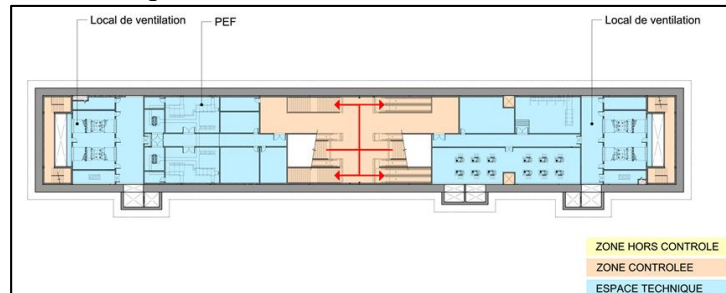 Local de ventilation
PEF
Local de ventilation
ZONE HORS CONTROLE
ZONE CONTROLEE
ESPACE TECHNIQUE